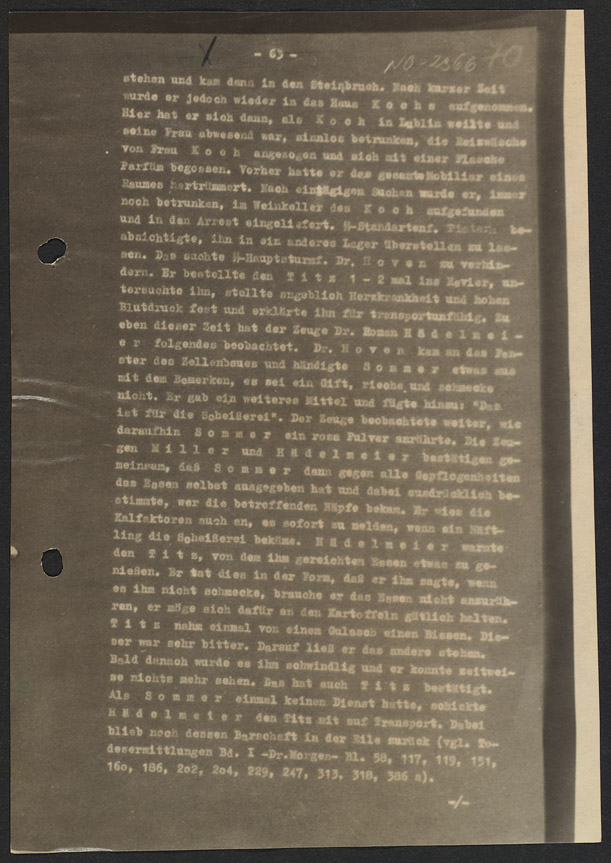 - 63 -
NO-2366
70
stehen und kam dann in den Steinbruch. Nach kurzer Zeit
wurde er jedoch wieder in das Haus K o c h s aufgenommen.
Hier hat er sich dann, als K o c h in Lublin weilte und
seine Frau abwesend war, sinnlos betrunken, die Reizwäsche
von Frau K o c h angezogen und sich mit einer Flasche
Parfüm begossen. Vorher hatte er das gesamte Mobiliar eines
Raumes zertrümmert. Nach eintägigen Suchen wurde er, immer
noch betrunken, im Weinkeller des K o c h aufgefunden
und in den Arrest eingeliefert. SS-Standartenf. Pister be-
absichtigte, ihn in ein anderes Lager überstellen zu las-
sen. Das suchte SS-Hauptsturmf. Dr. H o v e n zu verhin-
dern. Er bestellte den T i t z 1 - 2 mal ins Revier, un-
tersuchte ihn, stellte angeblich Herzkrankheit und hohen
Blutdruck fest und erklärte ihn für transportunfähig. Zu
eben dieser Zeit hat der Zeuge Dr. Roman H ä d e l m e i -
e r folgendes beobachtet. Dr. H o v e n kam an das Fen-
ster des Zellenbaues und händigte S o m m e r etwas aus
mit dem Bemerken, es sei ein Gift, rieche und schmecke
nicht. Er gab ein weiteres Mittel und fügte hinzu: "Das
ist für die Scheißerei". Der Zeuge beobachtete weiter, wie
daraufhin S o m m e r ein rosa Pulver anrührte. Die Zeu-
gen M i l l e r und H ä d e l m e i e r bestätigen ge-
meinsam, daß S o m m e r dann gegen alle Gepflogenheiten
das Essen selbst ausgegeben hat und dabei ausdrücklich be-
stimmte, wer die betreffenden Näpfe bekam. Er wies die
Kalfaktoren auch an, es sofort zu melden, wenn ein Häft-
ling die Scheißerei bekäme. H ä d e l m e i e r warnte
den T i t z, von dem ihm gereichten Essen etwas zu ge-
nießen. Er tat dies in der Form, daß er ihm sagte, wenn
es ihm nicht schmecke, brauche er das Essen nicht anzurüh-
ren, er möge sich dafür an den Kartoffeln gütlich halten.
T i t z nahm einmal von einem Gulasch einen Bissen. Die-
ser war sehr bitter. Darauf ließ er das andere stehen.
Bald danach wurde es ihm schwindlig und er konnte zeitwei-
se nichts mehr sehen. Das hat auch T i t z bestätigt.
Als S o m m e r einmal keinen Dienst hatte, schickte
H ä d e l m e i e r den Titz mit auf Transport. Dabei
blieb noch dessen Barschaft in der Eile zurück (vgl. To-
desermittlungen Bd. I -Dr.Morgen- Bl. 58, 117, 119, 151,
16o, 186, 2o2, 2o4, 229, 247, 313, 318, 386 a).
-/-